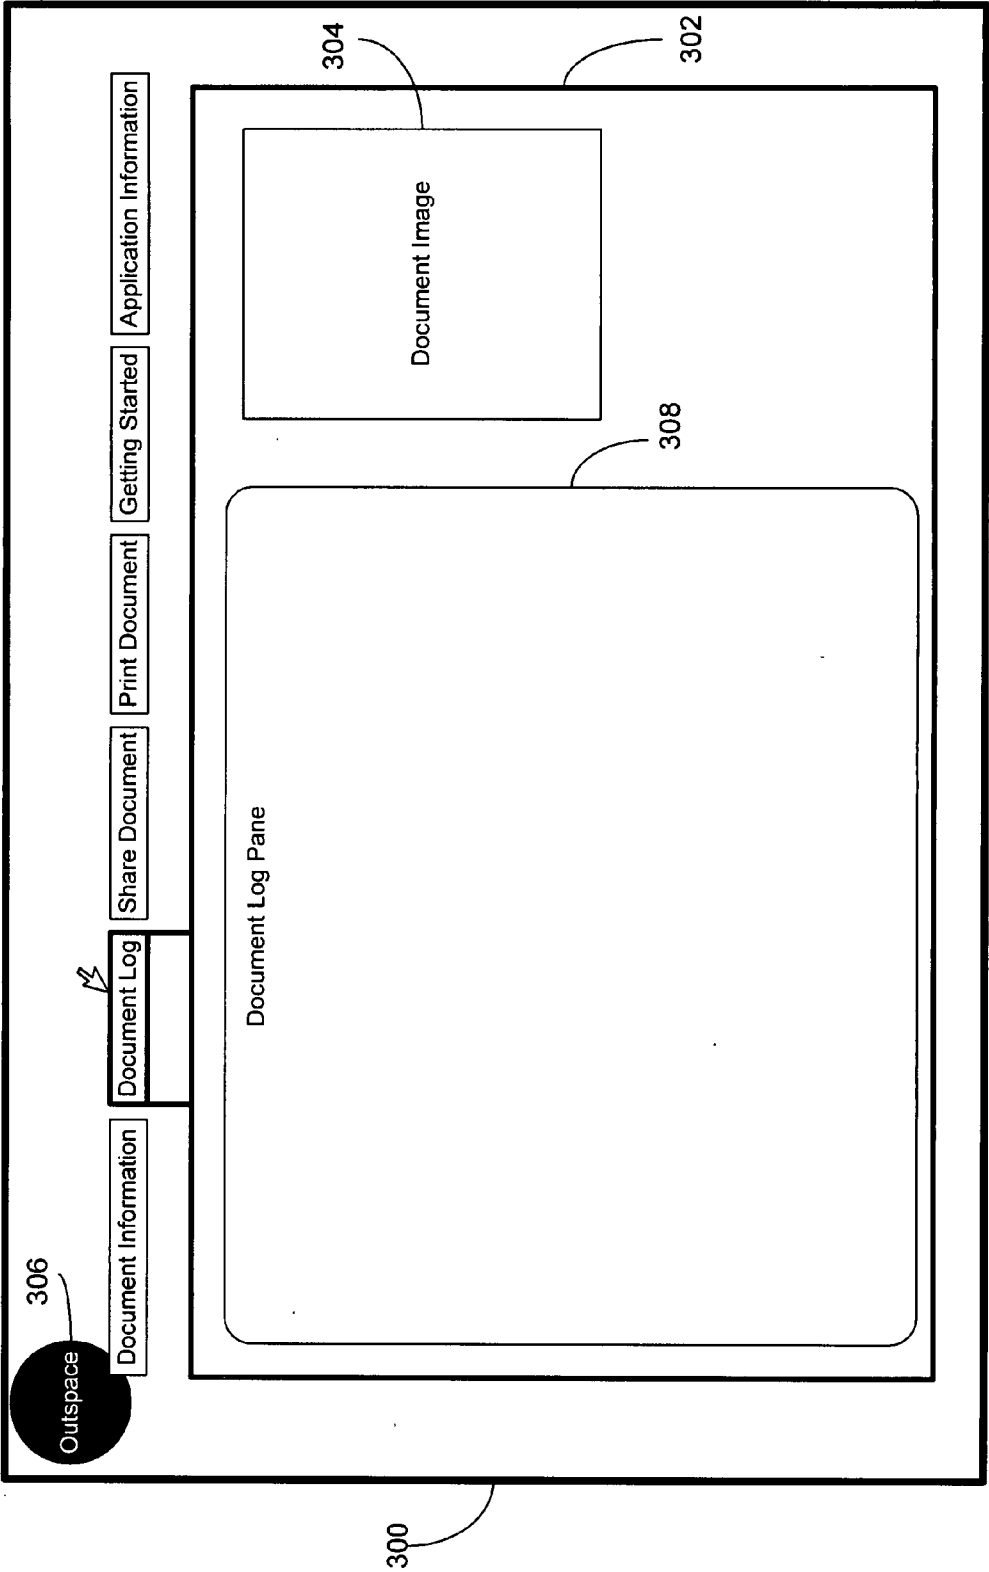 Outspace
306
Document Information
Document Log
Share Document
Print Document
Getting Started
Application Information
Document Log Pane
308
Document Image
304
302
300